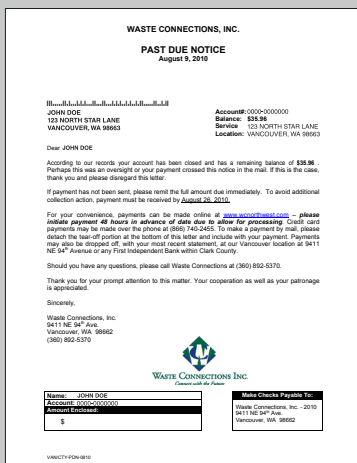 WASTE CONNECTIONS, INC.
PAST DUE NOTICE
August 9, 2010
JOHN DOE
123 NORTH STAR LANE
VANCOUVER, WA 98663
Account#: 0000-0000000
Balance: $35.96
Service 123 NORTH STAR LANE
Location: VANCOUVER, WA 98663
Dear JOHN DOE
According to our records your account has been closed and has a remaining balance of $35.96 .
Perhaps this was an oversight or your payment crossed this notice in the mail. If this is the case,
thank you and please disregard this letter.
If payment has not been sent, please remit the full amount due immediately. To avoid additional
collection action, payment must be received by August 26, 2010.
For your convenience, payments can be made online at www.wcnorthwest.com – please
initiate payment 48 hours in advance of date due to allow for processing. Credit card
payments may be made over the phone at (866) 740-2455. To make a payment by mail, please
detach the tear-off portion at the bottom of this letter and include with your payment. Payments
may also be dropped off, with your most recent statement, at our Vancouver location at 9411
NE 94th Avenue or any First Independent Bank within Clark County.
Should you have any questions, please call Waste Connections at (360) 892-5370.
Thank you for your prompt attention to this matter. Your cooperation as well as your patronage
is appreciated.
Sincerely,
Waste Connections, Inc.
9411 NE 94th Ave.
Vancouver, WA 98662
(360) 892-5370
WASTE CONNECTIONS INC.
Connect with the Future
Name: JOHN DOE
Account: 0000-0000000
Amount Enclosed:
$
Make Checks Payable To:
Waste Connections, Inc. - 2010
9411 NE 94th Ave.
Vancouver, WA 98662
VAN/CTY-PDN-0810